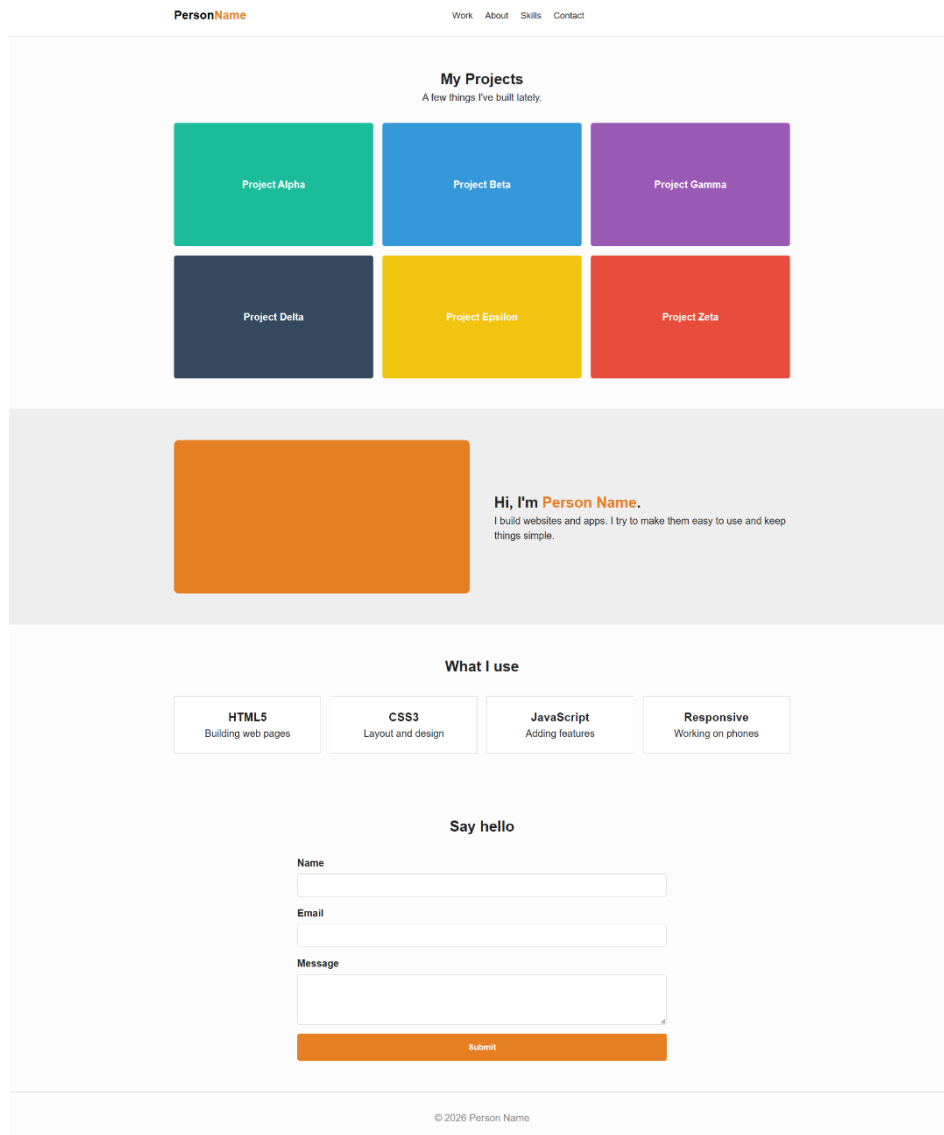 PersonName
Work About Skills Contact
My Projects
A few things I've built lately.
Project Alpha
Project Beta
Project Gamma
Project Delta
Project Epsilon
Project Zeta
Hi, I'm Person Name.
I build websites and apps. I try to make them easy to use and keep
things simple.
What I use
HTML5
Building web pages
CSS3
Layout and design
JavaScript
Adding features
Responsive
Working on phones
Say hello
Name
Email
Message
Submit
© 2026 Person Name